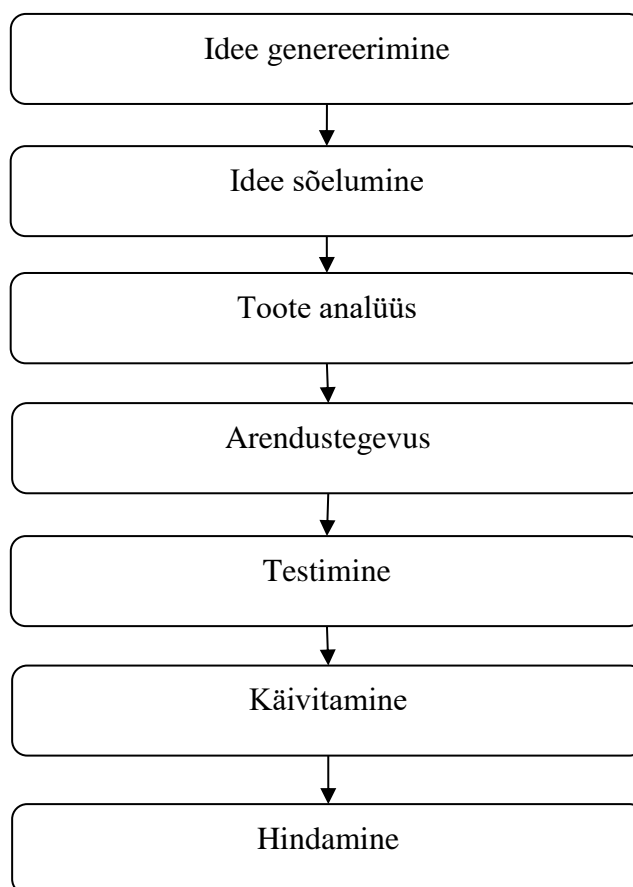 Idee genereerimine
Idee sõelumine
Toote analüüs
Arendustegevus
Testimine
Käivitamine
Hindamine